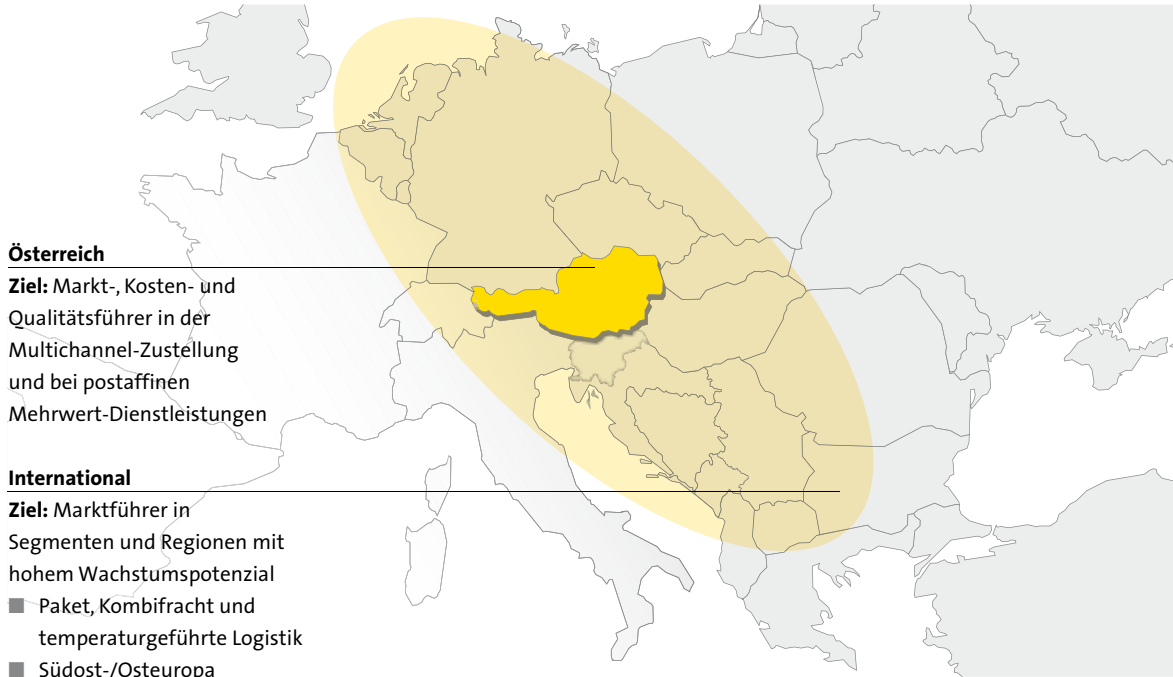 Österreich
Ziel: Markt-, Kosten- und
Qualitätsführer in der
Multichannel-Zustellung
und bei postaffinen
Mehrwert-Dienstleistungen
International
Ziel: Marktführer in
Segmenten und Regionen mit
hohem Wachstumspotenzial
■ Paket, Kombifracht und
temperaturgeführte Logistik
■ Südost-/Osteuropa